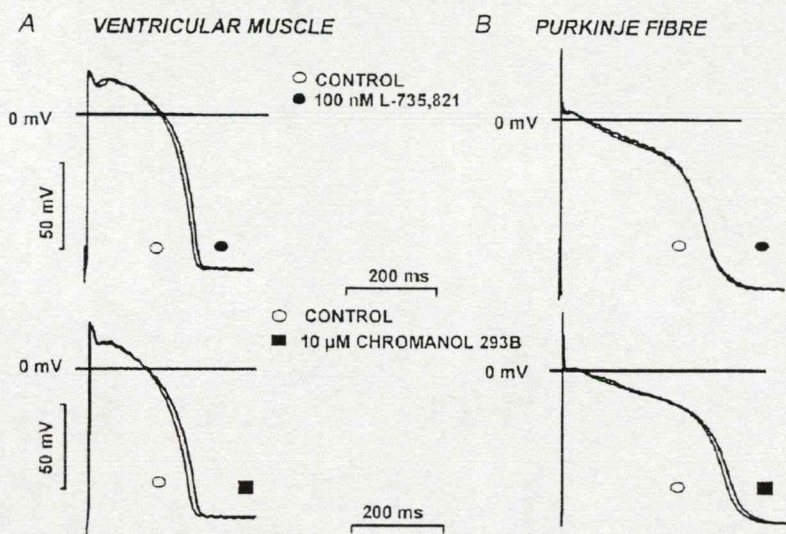 A VENTRICULAR MUSCLE
B PURKINJE FIBRE
CONTROL
100 nM L-735,821
0 mV
0 mV
50 mV
200 ms
CONTROL
10 µM CHROMANOL 293B
0 mV
0 mV
50 mV
200 ms